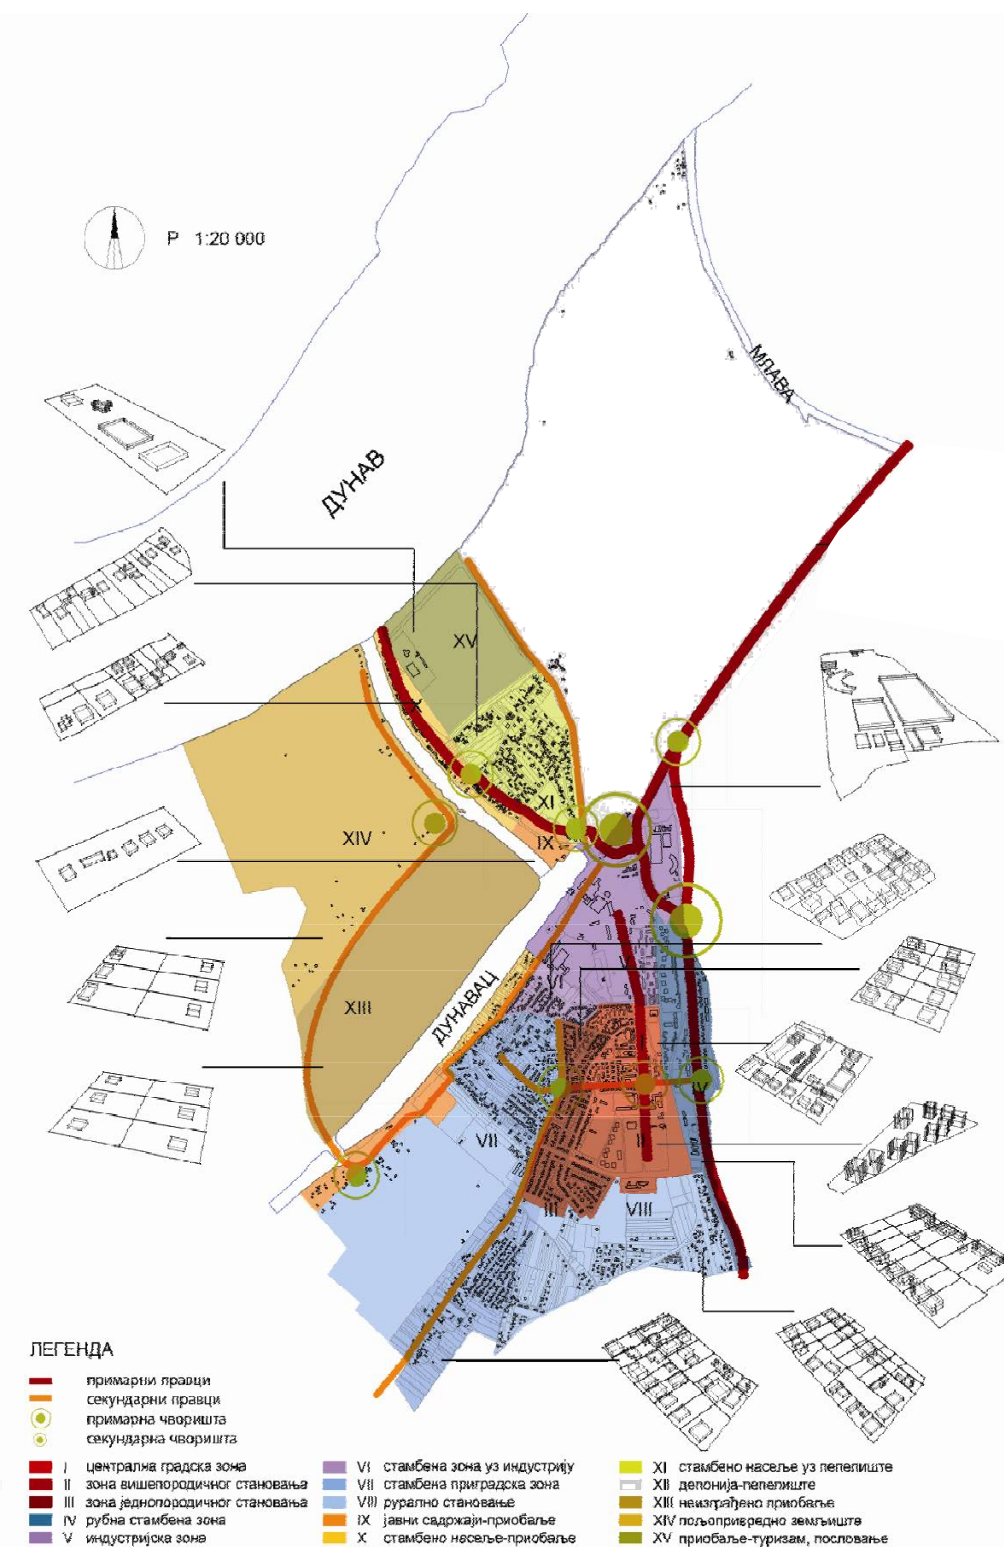 Р 1:20 000
МЛАВА
ДУНАВ
XV
X
XI
IX
XIV
XIII
ДУНАВАЦ
V
IV
VII
III
VIII
ЛЕГЕНДА
примарни правци
секундарни правци
примарна чворишта
секундарна чворишта
I централна градска зона
II зона вишепородичног становања
III зона једнопородичног становања
IV рубна стамбена зона
V индустријска зона
VI стамбена зона уз индустрију
VII стамбена приградска зона
VIII рурално становање
IX јавни садржаји-приобаље
X стамбено насеље-приобаље
XI стамбено насеље уз пепелиште
XII депонија-пепелиште
XIII неизграђено приобаље
XIV пољопривредно земљиште
XV приобаље-туризам, пословање